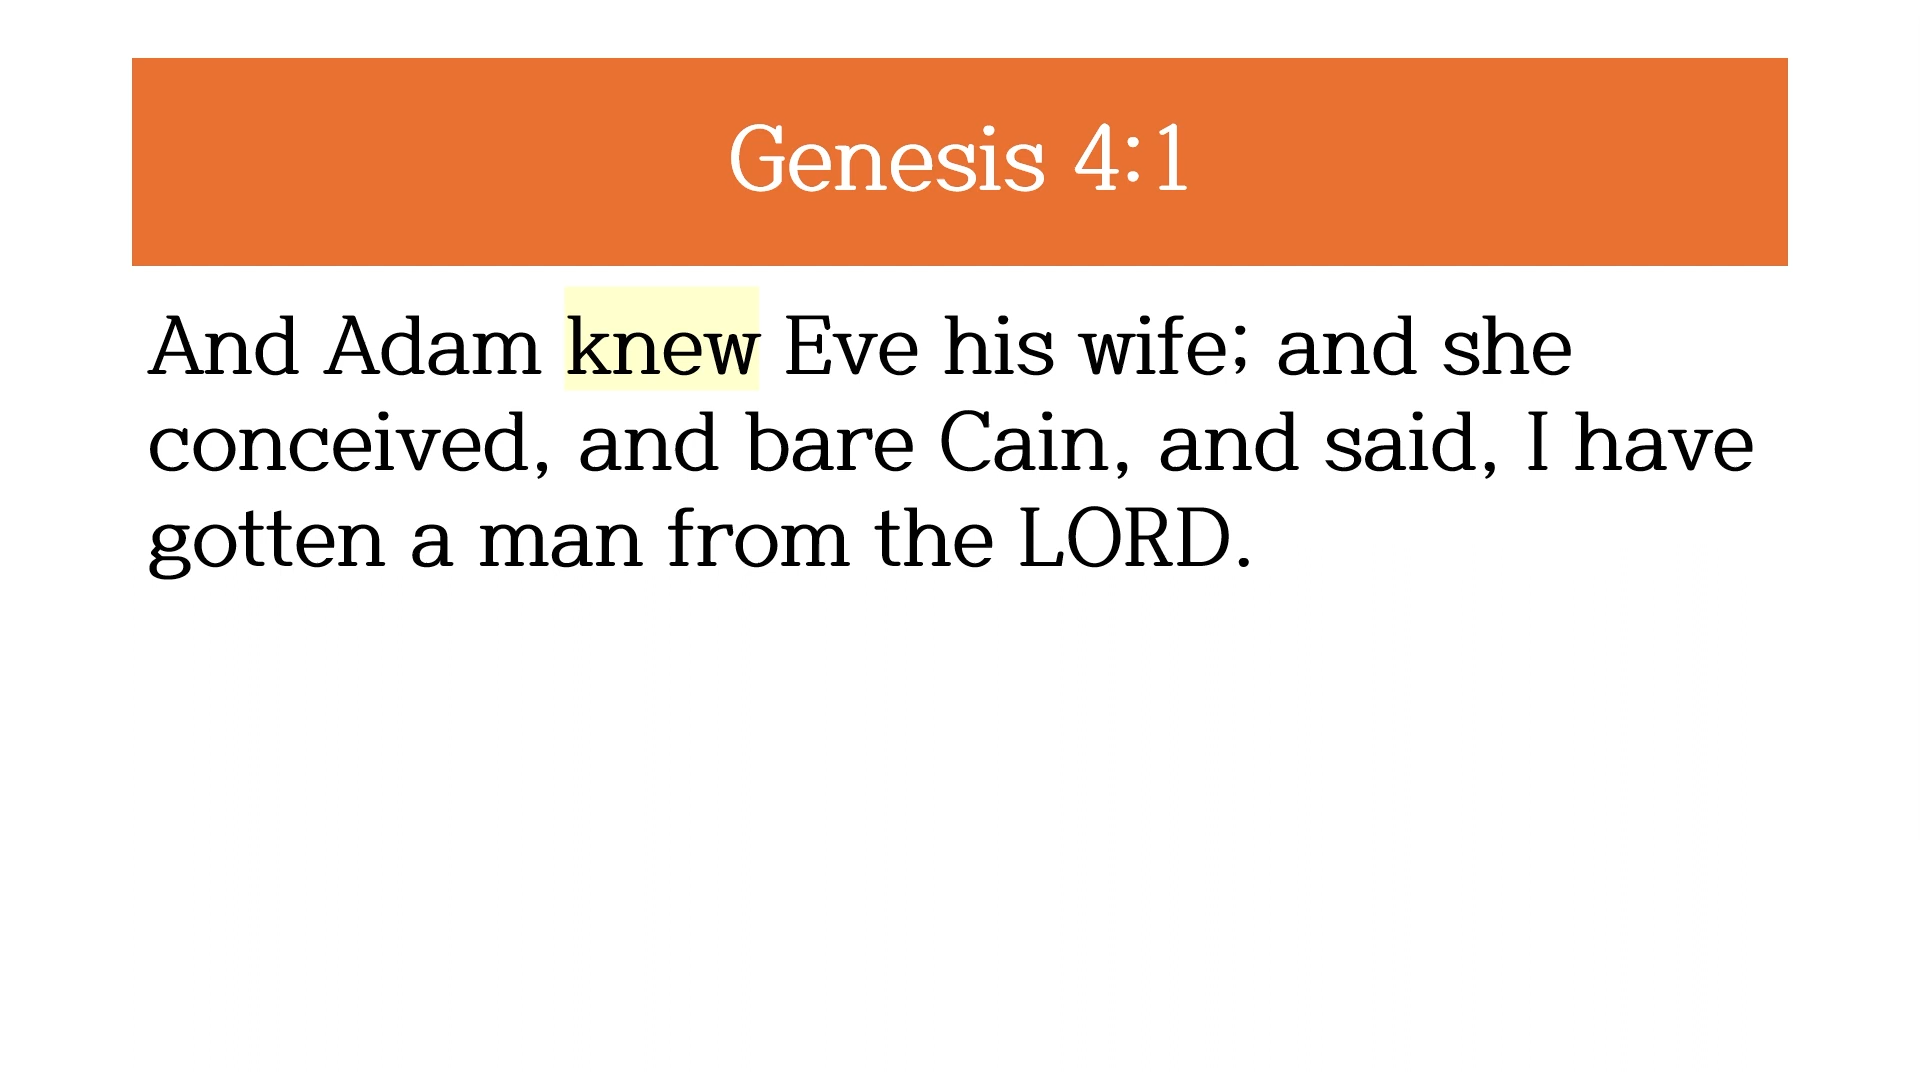 Genesis 4:1
And Adam knew Eve his wife; and she
conceived, and bare Cain, and said, I have
gotten a man from the LORD.